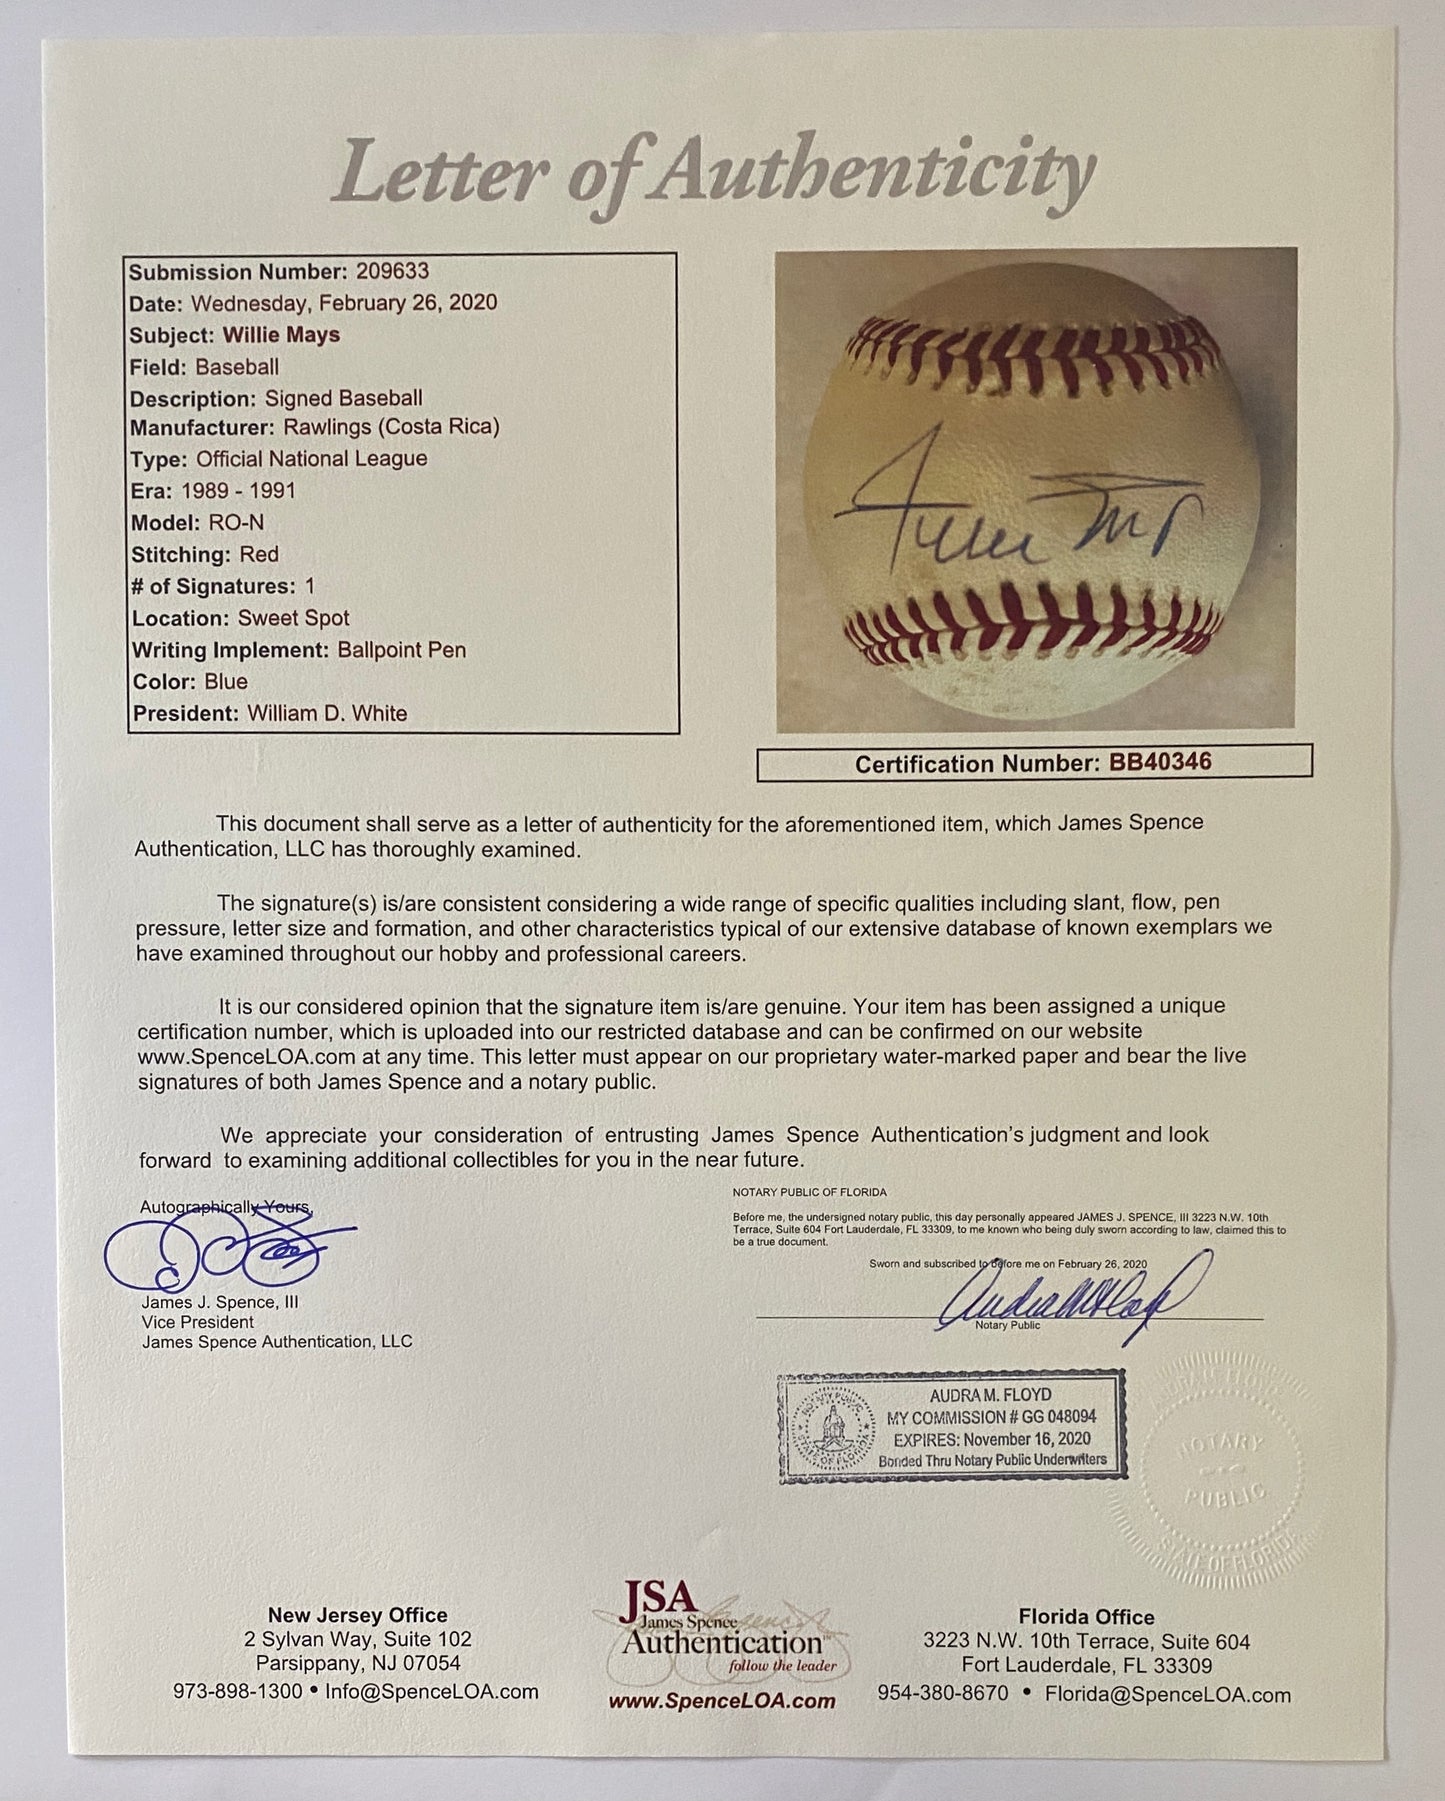 Letter of Authenticity
Submission Number: 209633
Date: Wednesday, February 26, 2020
Subject: Willie Mays
Field: Baseball
Description: Signed Baseball
Manufacturer: Rawlings (Costa Rica)
Type: Official National League
Era: 1989 - 1991
Model: RO-N
Stitching: Red
# of Signatures: 1
Location: Sweet Spot
Writing Implement: Ballpoint Pen
Color: Blue
President: William D. White
Willie Mays
Certification Number: BB40346
This document shall serve as a letter of authenticity for the aforementioned item, which James Spence
Authentication, LLC has thoroughly examined.
The signature(s) is/are consistent considering a wide range of specific qualities including slant, flow, pen
pressure, letter size and formation, and other characteristics typical of our extensive database of known exemplars we
have examined throughout our hobby and professional careers.
It is our considered opinion that the signature item is/are genuine. Your item has been assigned a unique
certification number, which is uploaded into our restricted database and can be confirmed on our website
www.SpenceLOA.com at any time. This letter must appear on our proprietary water-marked paper and bear the live
signatures of both James Spence and a notary public.
We appreciate your consideration of entrusting James Spence Authentication's judgment and look
forward to examining additional collectibles for you in the near future.
Autographically Yours,
James J. Spence, III
Vice President
James Spence Authentication, LLC
NOTARY PUBLIC OF FLORIDA
Before me, the undersigned notary public, this day personally appeared JAMES J. SPENCE, III 3223 N.W. 10th
Terrace, Suite 604 Fort Lauderdale, FL 33309, to me known who being duly sworn according to law, claimed this to
be a true document.
Sworn and subscribed to before me on February 26, 2020
Audra M Floyd
Notary Public
NOTARY PUBLIC
STATE OF FLORIDA
AUDRA M. FLOYD
MY COMMISSION # GG 048094
EXPIRES: November 16, 2020
Bonded Thru Notary Public Underwriters
NOTARY
PUBLIC
STATE OF FLORIDA
New Jersey Office
2 Sylvan Way, Suite 102
Parsippany, NJ 07054
973-898-1300 • Info@SpenceLOA.com
JSA
James Spence
Authentication
follow the leader
www.SpenceLOA.com
Florida Office
3223 N.W. 10th Terrace, Suite 604
Fort Lauderdale, FL 33309
954-380-8670 • Florida@SpenceLOA.com